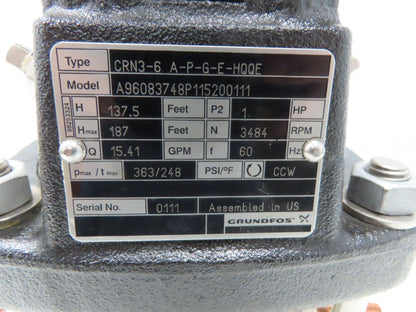 Type CRN3-6 A-P-G-E-HQQE
Model A96083748P115200111
H 137.5 Feet P2 1 HP
Hmax 187 Feet N 3484 RPM
Q 15.41 GPM f 60 Hz
pmax / tmax 363/248 PSI/°F CCW
Serial No. 0111 Assembled in US
GRUNDFOS